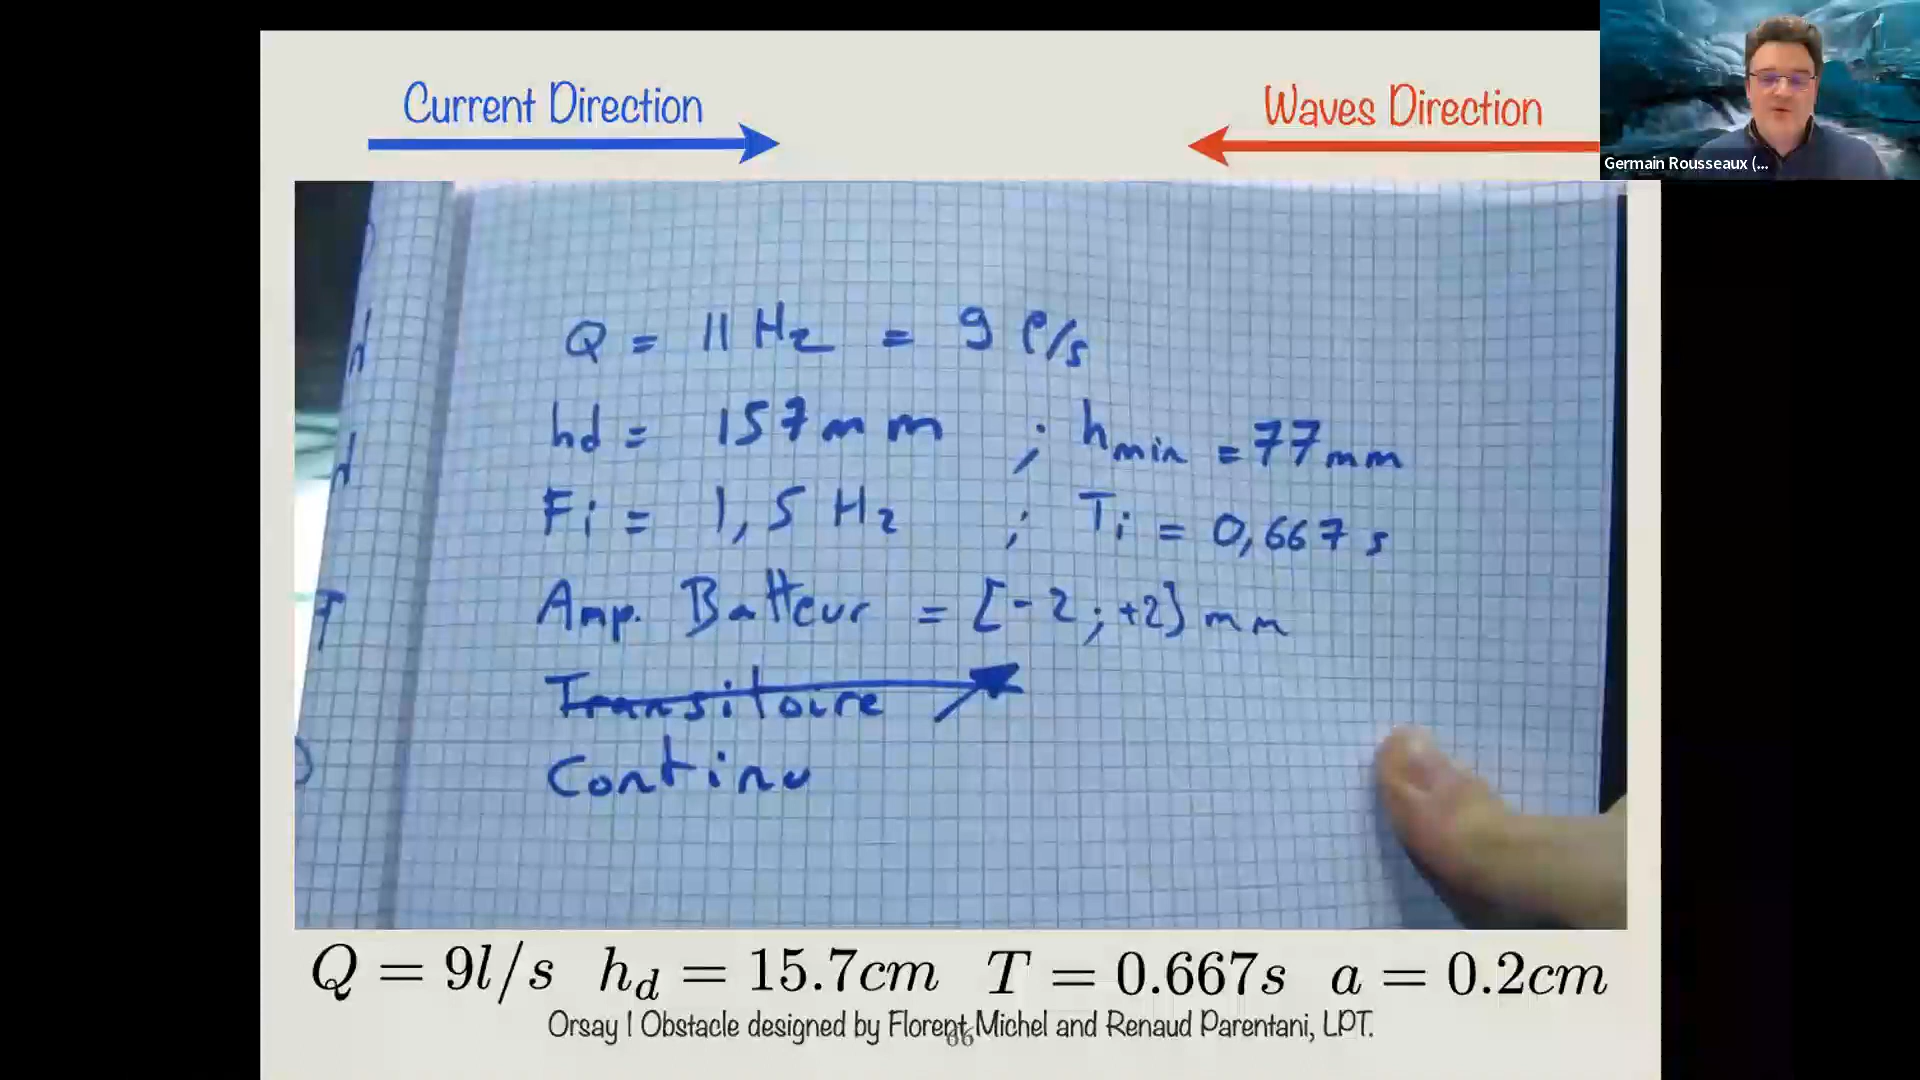 Current Direction
Waves Direction
Germain Rousseaux (...
Q = 11 Hz = 9 l/s
hd = 157 mm ; hmin = 77 mm
Fi = 1,5 Hz ; Ti = 0,667 s
Amp. Batteur = [-2 ; +2] mm
Transitoire
Continu
Q = 9l/s h_d = 15.7cm T = 0.667s a = 0.2cm
Orsay I Obstacle designed by Florent Michel and Renaud Parentani, LPT.
66